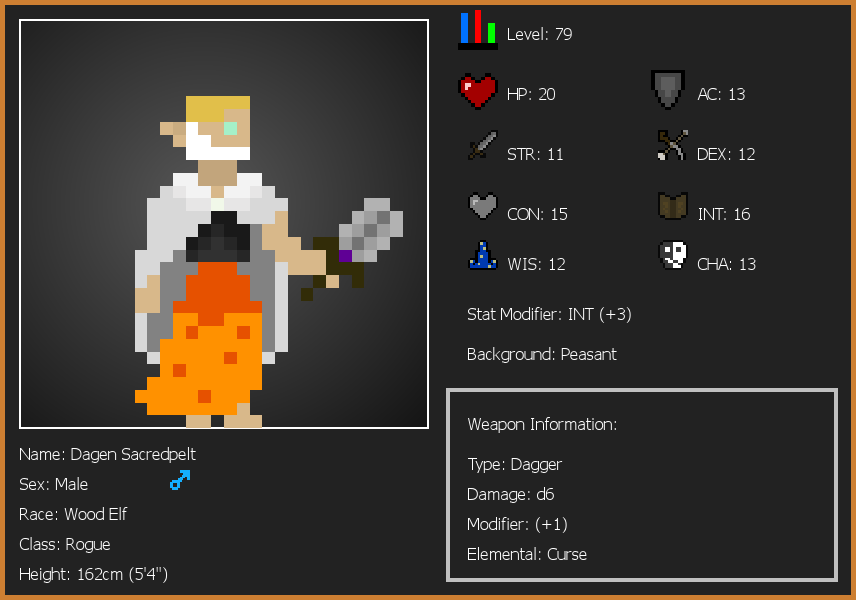 Level: 79
HP: 20
AC: 13
STR: 11
DEX: 12
CON: 15
INT: 16
WIS: 12
CHA: 13
Stat Modifier: INT (+3)
Background: Peasant
Weapon Information:
Type: Dagger
Damage: d6
Modifier: (+1)
Elemental: Curse
Name: Dagen Sacredpelt
Sex: Male
Race: Wood Elf
Class: Rogue
Height: 162cm (5'4")